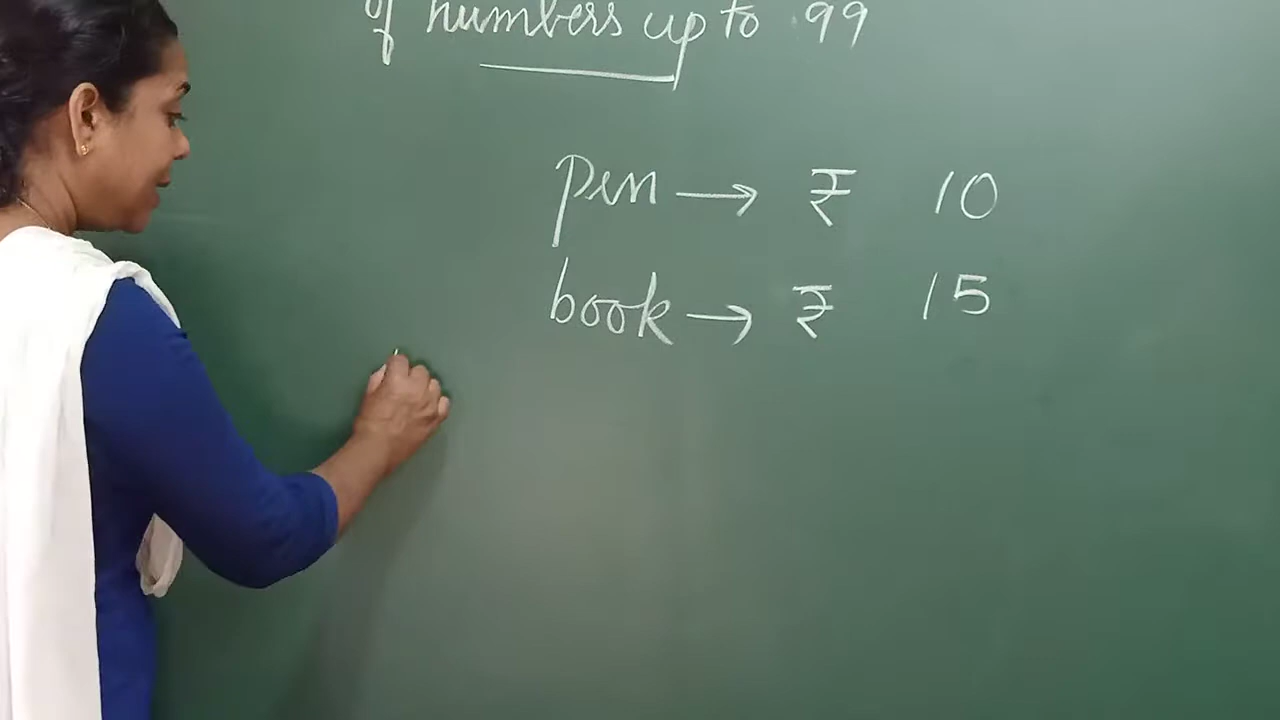 of numbers up to 99
pen → ₹ 10
book → ₹ 15